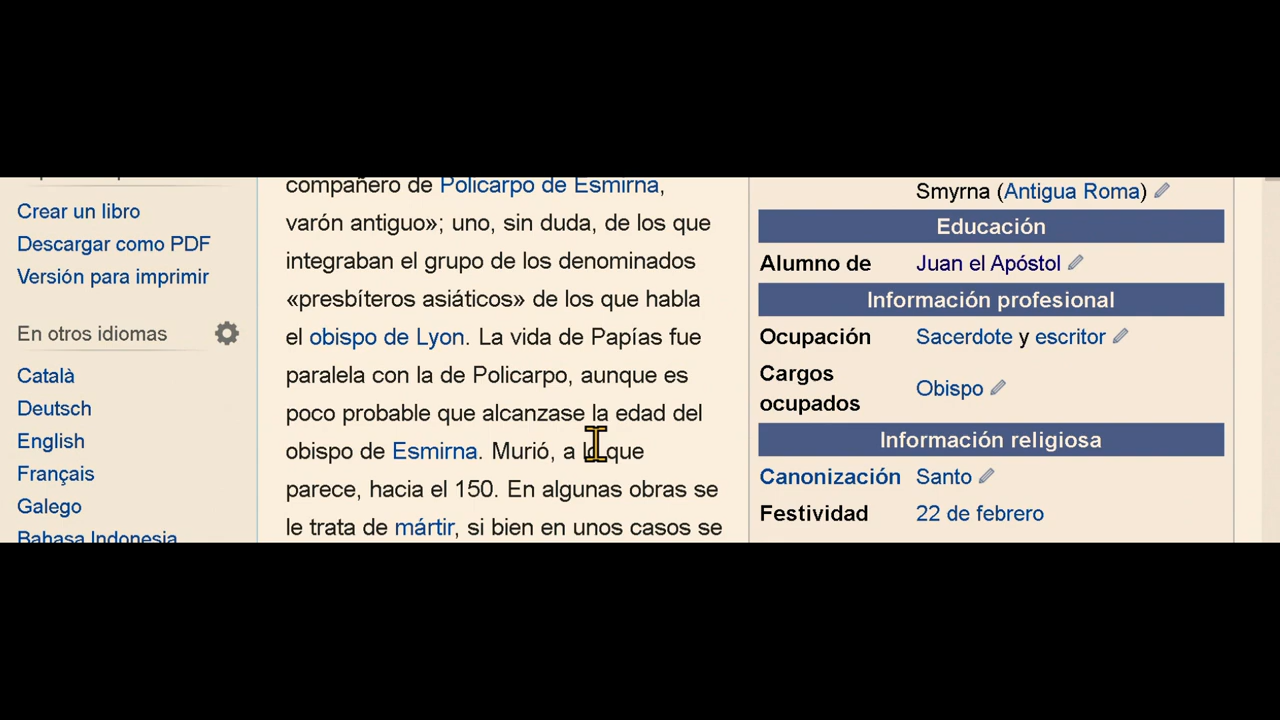 Crear un libro
Descargar como PDF
Versión para imprimir
En otros idiomas
Català
Deutsch
English
Français
Galego
Bahasa Indonesia
compañero de Policarpo de Esmirna,
varón antiguo»; uno, sin duda, de los que
integraban el grupo de los denominados
«presbíteros asiáticos» de los que habla
el obispo de Lyon. La vida de Papías fue
paralela con la de Policarpo, aunque es
poco probable que alcanzase la edad del
obispo de Esmirna. Murió, a lo que
parece, hacia el 150. En algunas obras se
le trata de mártir, si bien en unos casos se
Smyrna (Antigua Roma)
Educación
Alumno de Juan el Apóstol
Información profesional
Ocupación Sacerdote y escritor
Cargos
ocupados Obispo
Información religiosa
Canonización Santo
Festividad 22 de febrero